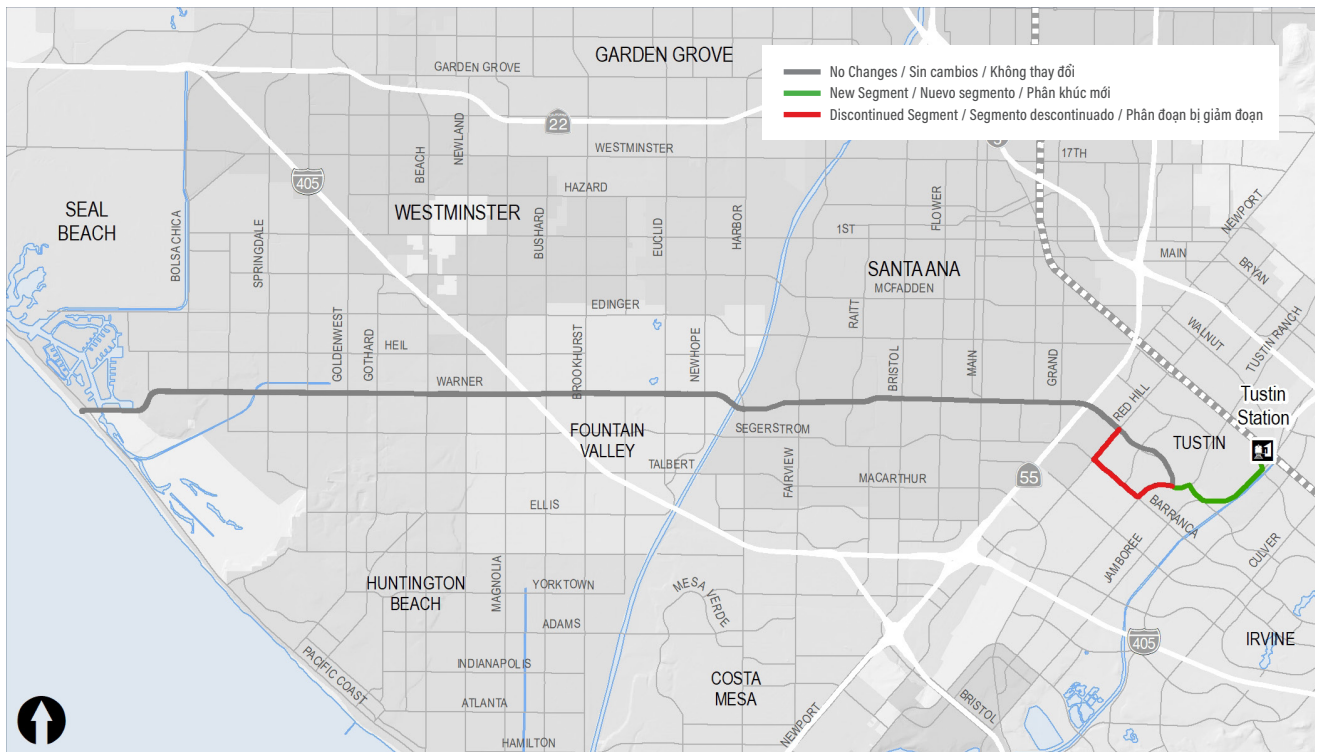 GARDEN GROVE
GARDEN GROVE
No Changes / Sin cambios / Không thay đổi
New Segment / Nuevo segmento / Phân khúc mới
Discontinued Segment / Segmento descontinuado / Phân đoạn bị giảm đoạn
22
WESTMINSTER
17TH
405
BEACH
NEWLAND
HAZARD
SEAL
BEACH
BOLSA CHICA
SPRINGDALE
WESTMINSTER
BUSHARD
EUCLID
HARBOR
FLOWER
1ST
NEWPORT
MAIN
BRYAN
SANTA ANA
MCFADDEN
EDINGER
RAITT
WALNUT
TUSTIN RANCH
GOLDENWEST
GOTHARD
HEIL
BROOKHURST
NEWHOPE
BRISTOL
MAIN
GRAND
WARNER
RED HILL
Tustin
Station
FOUNTAIN
VALLEY
SEGERSTROM
TUSTIN
TALBERT
FAIRVIEW
MACARTHUR
55
ELLIS
BARRANCA
JAMBOREE
CULVER
HUNTINGTON
BEACH
MAGNOLIA
YORKTOWN
MESA VERDE
ADAMS
405
IRVINE
PACIFIC COAST
INDIANAPOLIS
COSTA
MESA
ATLANTA
NEWPORT
BRISTOL
HAMILTON